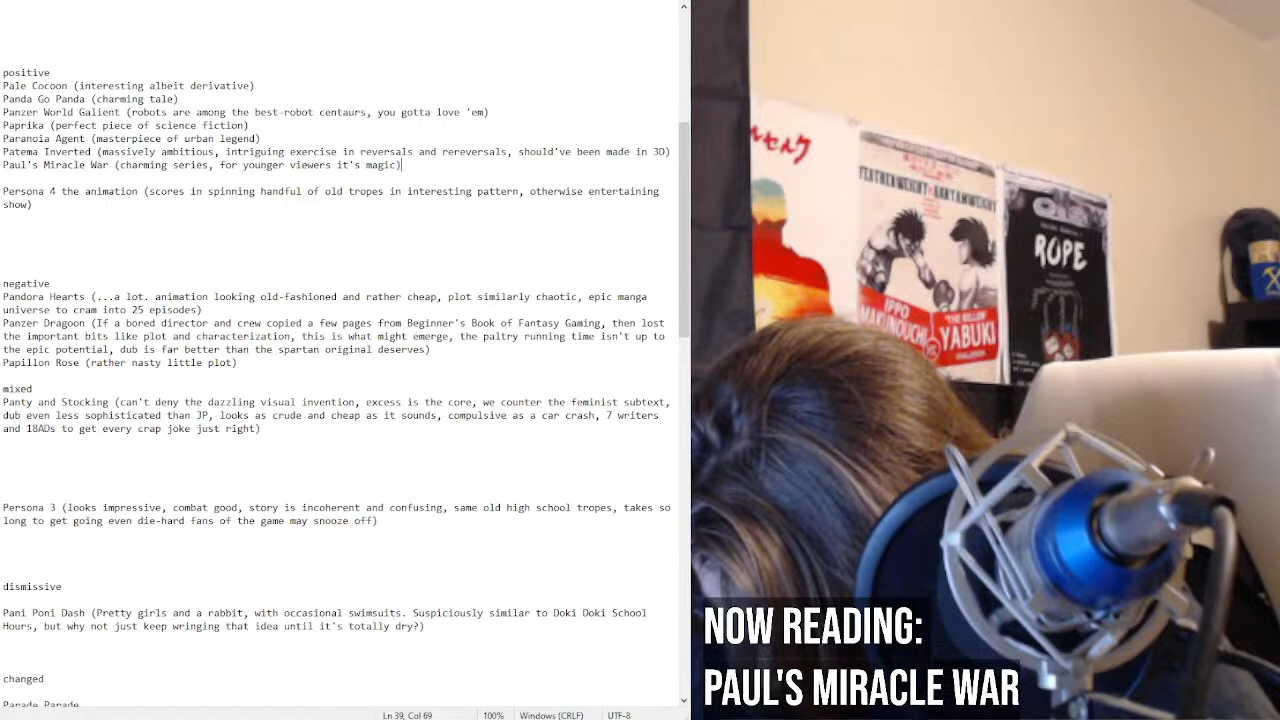 positive
Pale Cocoon (interesting albeit derivative)
Panda Go Panda (charming tale)
Panzer World Galient (robots are among the best-robot centaurs, you gotta love 'em)
Paprika (perfect piece of science fiction)
Paranoia Agent (masterpiece of urban legend)
Patema Inverted (massively ambitious, intriguing exercise in reversals and rereversals, should've been made in 3D)
Paul's Miracle War (charming series, for younger viewers it's magic)
Persona 4 the animation (scores in spinning handful of old tropes in interesting pattern, otherwise entertaining
show)
negative
Pandora Hearts (...a lot. animation looking old-fashioned and rather cheap, plot similarly chaotic, epic manga
universe to cram into 25 episodes)
Panzer Dragoon (If a bored director and crew copied a few pages from Beginner's Book of Fantasy Gaming, then lost
the important bits like plot and characterization, this is what might emerge, the paltry running time isn't up to
the epic potential, dub is far better than the spartan original deserves)
Papillon Rose (rather nasty little plot)
mixed
Panty and Stocking (can't deny the dazzling visual invention, excess is the core, we counter the feminist subtext,
dub even less sophisticated than JP, looks as crude and cheap as it sounds, compulsive as a car crash, 7 writers
and 18ADs to get every crap joke just right)
Persona 3 (looks impressive, combat good, story is incoherent and confusing, same old high school tropes, takes so
long to get going even die-hard fans of the game may snooze off)
dismissive
Pani Poni Dash (Pretty girls and a rabbit, with occasional swimsuits. Suspiciously similar to Doki Doki School
Hours, but why not just keep wringing that idea until it's totally dry?)
changed
Parade Parade
Ln 39, Col 69
100%
Windows (CRLF)
UTF-8
ルセルク
FEATHERWEIGHT
BANTAMWEIGHT
IPPO
MAKUNOUCHI
VS
"THE KILLER"
YABUKI
ROPE
NOW READING:
PAUL'S MIRACLE WAR